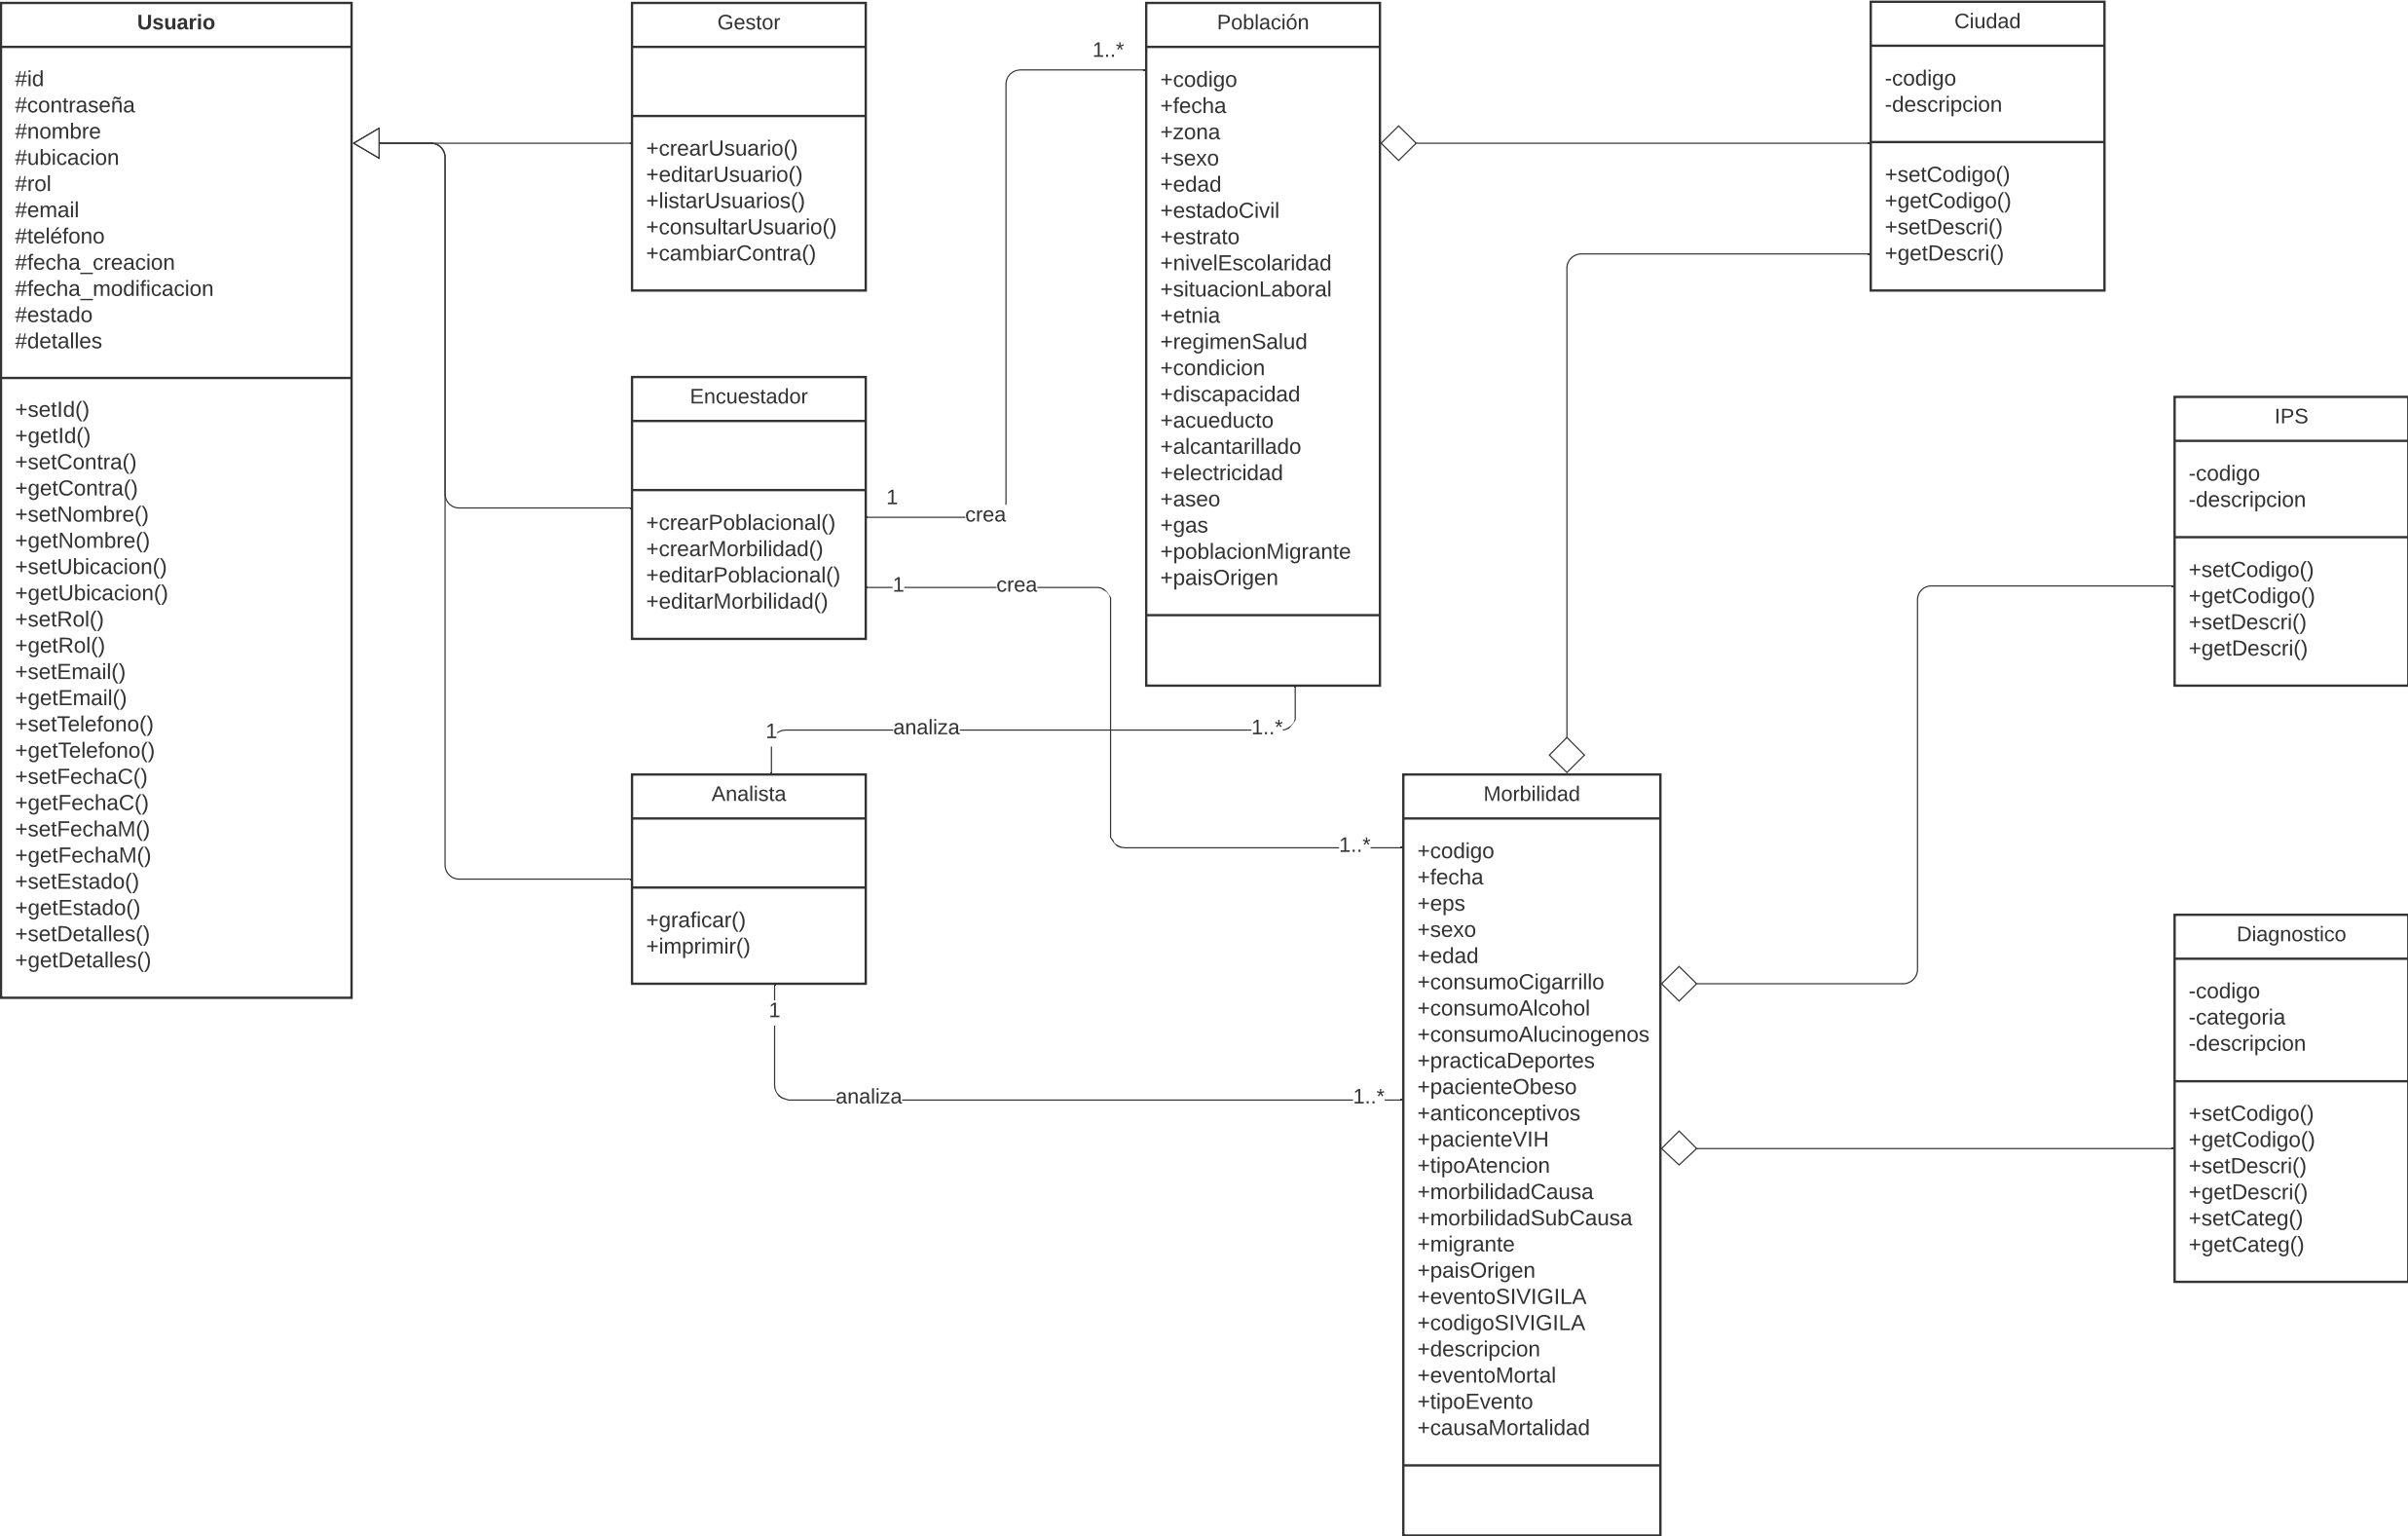 Usuario
#id
#contraseña
#nombre
#ubicacion
#rol
#email
#teléfono
#fecha_creacion
#fecha_modificacion
#estado
#detalles
+setId()
+getId()
+setContra()
+getContra()
+setNombre()
+getNombre()
+setUbicacion()
+getUbicacion()
+setRol()
+getRol()
+setEmail()
+getEmail()
+setTelefono()
+getTelefono()
+setFechaC()
+getFechaC()
+setFechaM()
+getFechaM()
+setEstado()
+getEstado()
+setDetalles()
+getDetalles()
Gestor
+crearUsuario()
+editarUsuario()
+listarUsuarios()
+consultarUsuario()
+cambiarContra()
Encuestador
+crearPoblacional()
+crearMorbilidad()
+editarPoblacional()
+editarMorbilidad()
1
crea
1..*
1
crea
1..*
Analista
+graficar()
+imprimir()
1
analiza
1..*
1
analiza
1..*
Población
+codigo
+fecha
+zona
+sexo
+edad
+estadoCivil
+estrato
+nivelEscolaridad
+situacionLaboral
+etnia
+regimenSalud
+condicion
+discapacidad
+acueducto
+alcantarillado
+electricidad
+aseo
+gas
+poblacionMigrante
+paisOrigen
Morbilidad
+codigo
+fecha
+eps
+sexo
+edad
+consumoCigarrillo
+consumoAlcohol
+consumoAlucinogenos
+practicaDeportes
+pacienteObeso
+anticonceptivos
+pacienteVIH
+tipoAtencion
+morbilidadCausa
+morbilidadSubCausa
+migrante
+paisOrigen
+eventoSIVIGILA
+codigoSIVIGILA
+descripcion
+eventoMortal
+tipoEvento
+causaMortalidad
Ciudad
-codigo
-descripcion
+setCodigo()
+getCodigo()
+setDescri()
+getDescri()
IPS
-codigo
-descripcion
+setCodigo()
+getCodigo()
+setDescri()
+getDescri()
Diagnostico
-codigo
-categoria
-descripcion
+setCodigo()
+getCodigo()
+setDescri()
+getDescri()
+setCateg()
+getCateg()